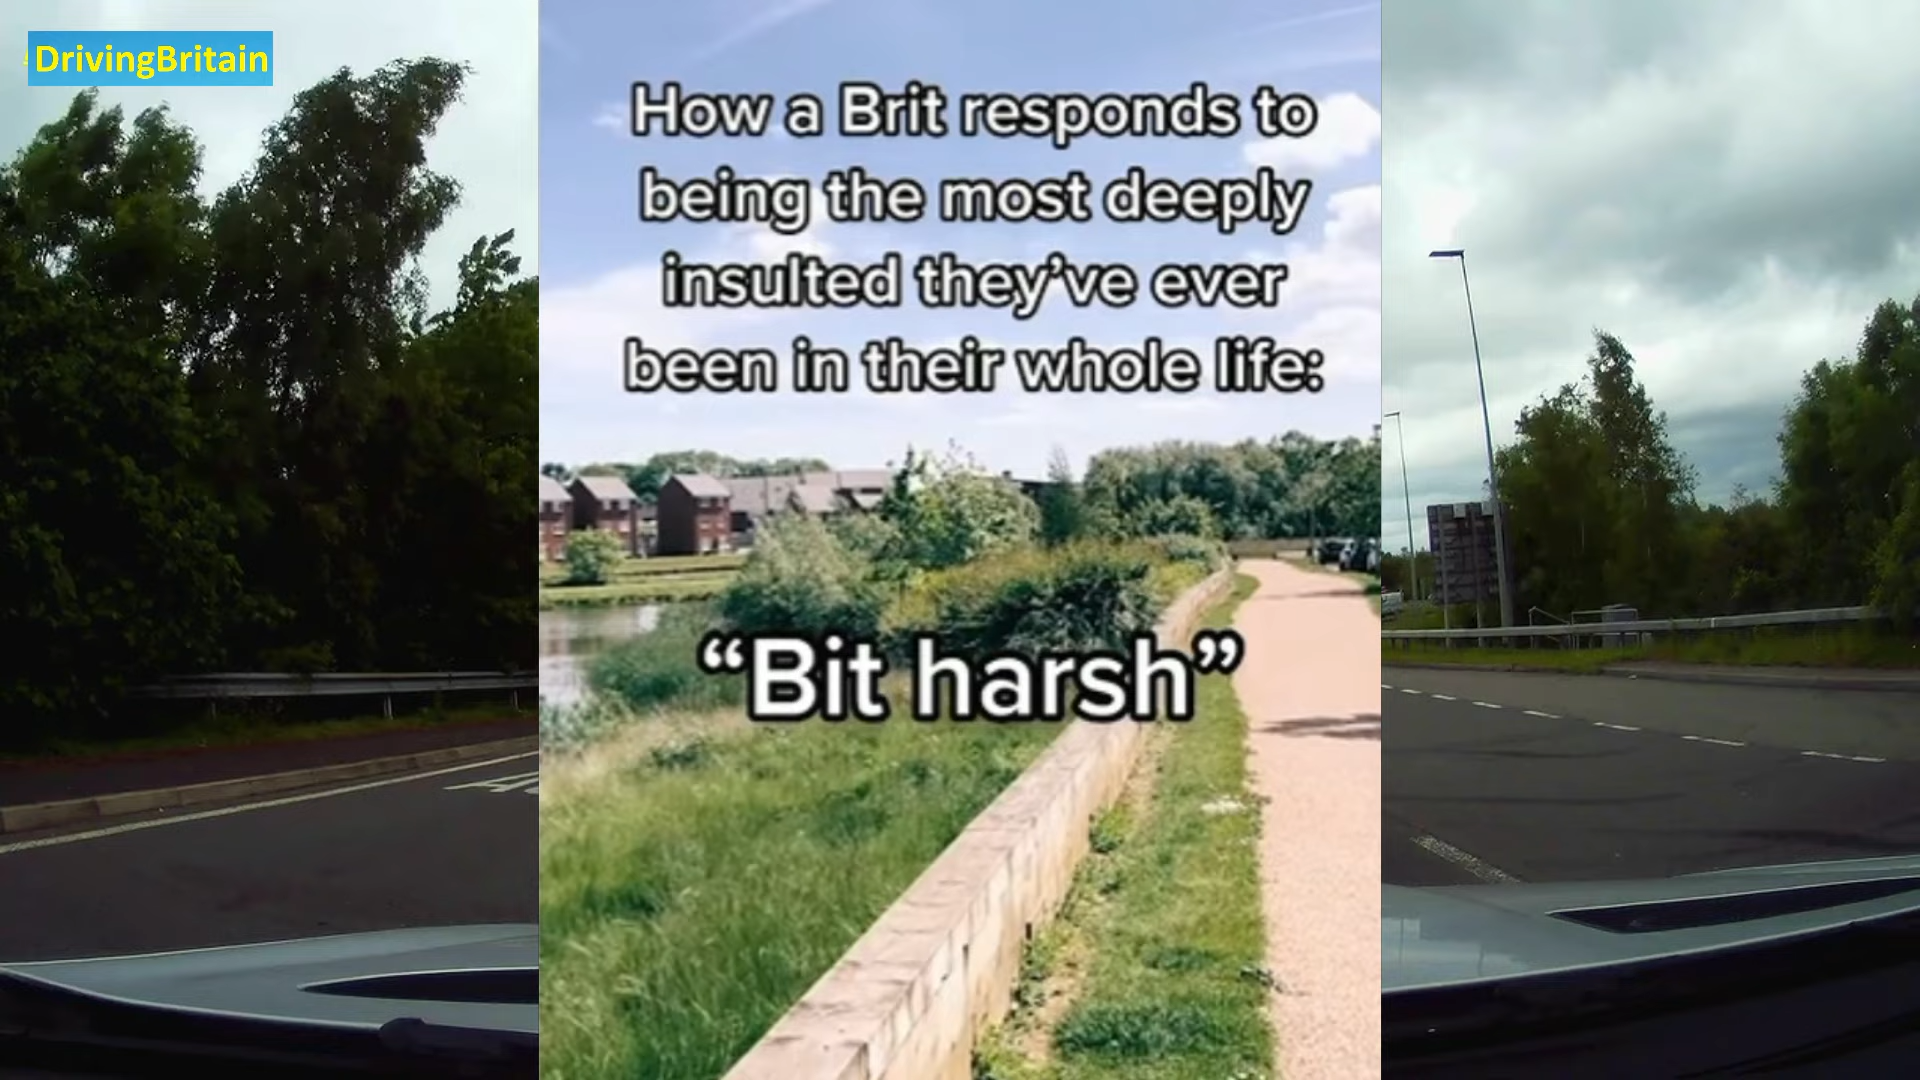 DrivingBritain
How a Brit responds to
being the most deeply
insulted they’ve ever
been in their whole life:
“Bit harsh”